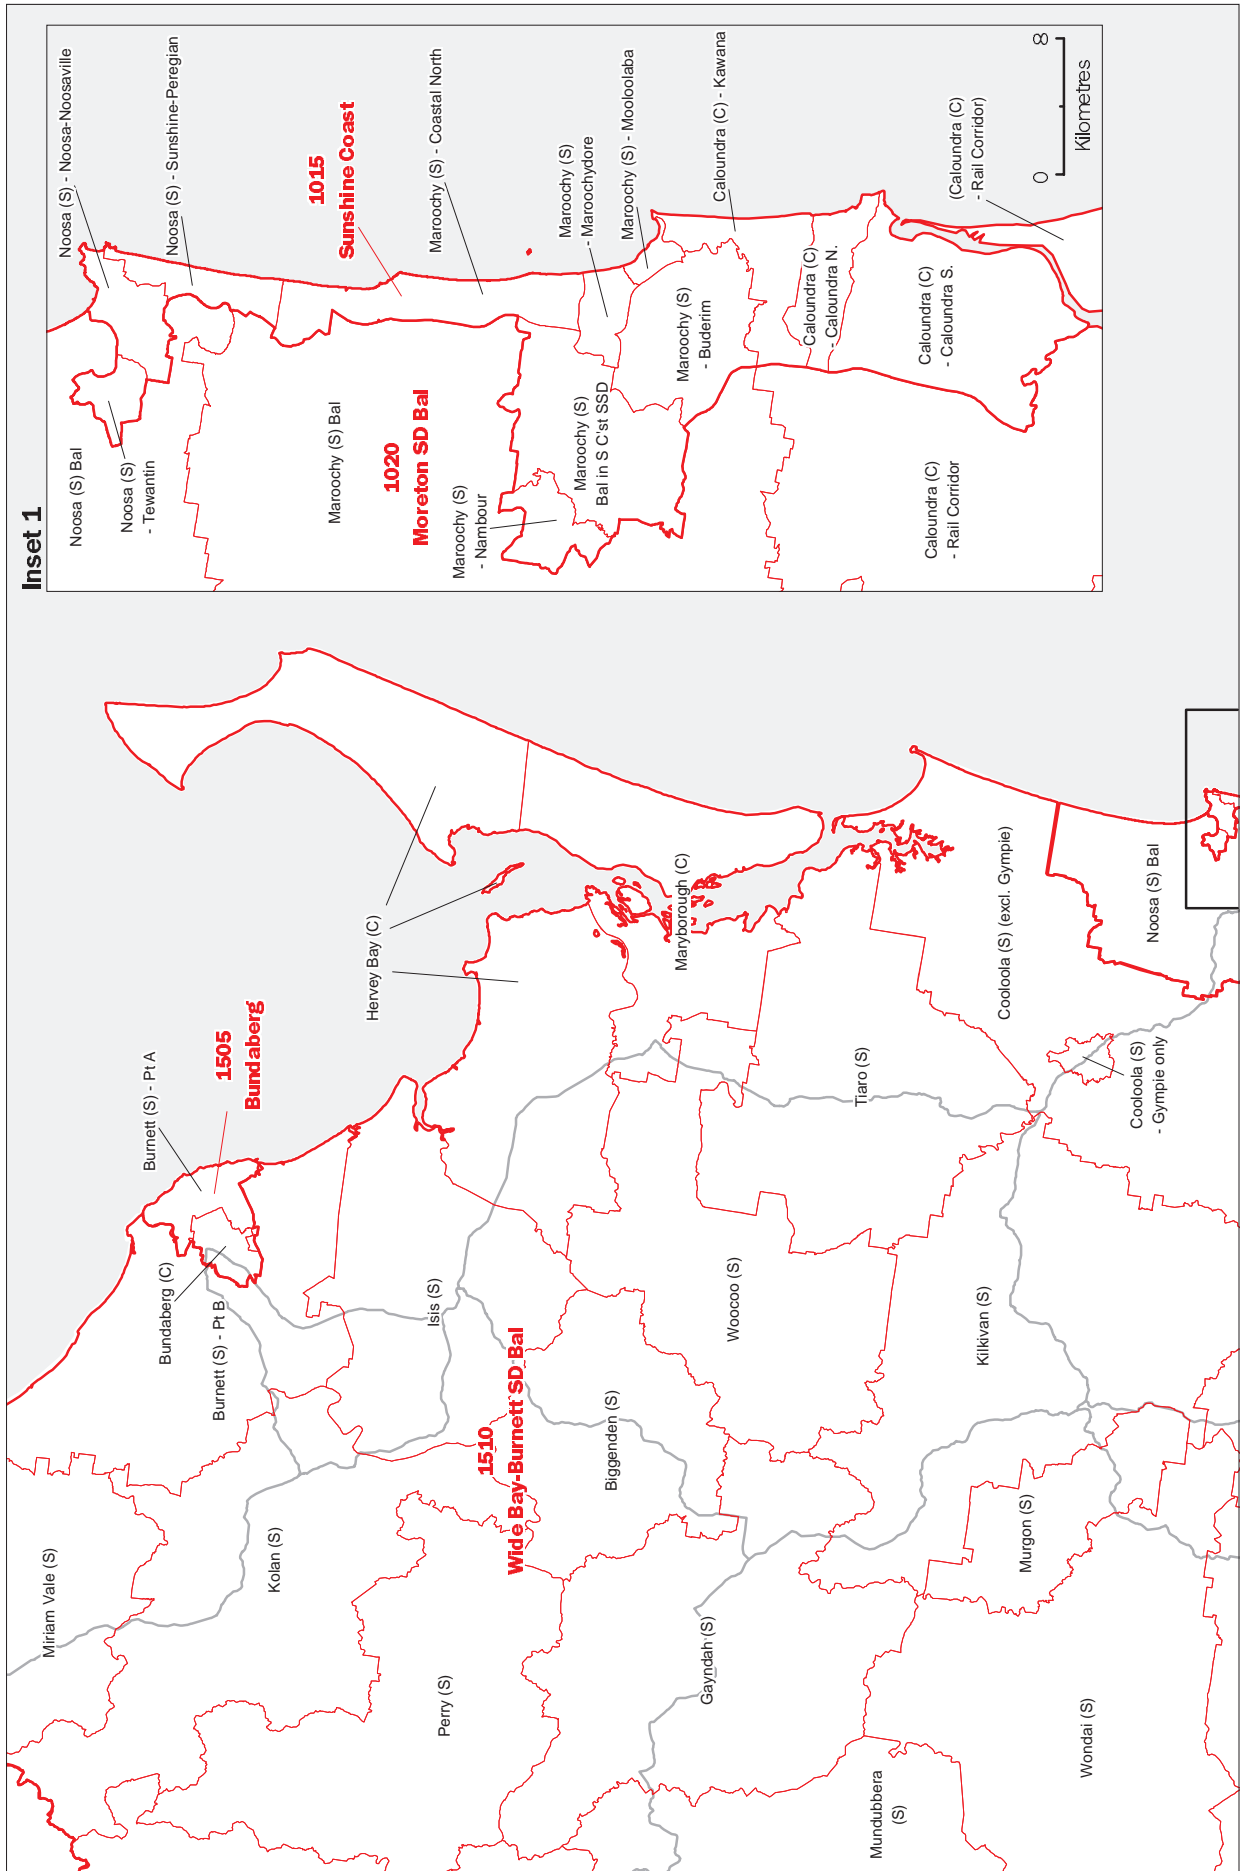 Inset 1
Noosa (S) - Noosa-Noosaville
Noosa (S) - Sunshine-Peregian
1015
Sunshine Coast
Maroochy (S) - Coastal North
Maroochy (S)
- Maroochydore
Maroochy (S) - Mooloolaba
Caloundra (C) - Kawana
(Caloundra (C)
- Rail Corridor)
0
8
Kilometres
Noosa (S) Bal
Noosa (S)
- Tewantin
Maroochy (S) Bal
1020
Moreton SD Bal
Maroochy (S)
- Nambour
Maroochy (S)
Bal in S C'st SSD
Maroochy (S)
- Buderim
Caloundra (C)
- Caloundra N.
Caloundra (C)
- Caloundra S.
Caloundra (C)
- Rail Corridor
Miriam Vale (S)
Kolan (S)
Perry (S)
Bundaberg (C)
Burnett (S) - Pt B
Burnett (S) - Pt A
1505
Bundaberg
Hervey Bay (C)
Isis (S)
1510
Wide Bay-Burnett SD Bal
Biggenden (S)
Gayndah (S)
Woocoo (S)
Maryborough (C)
Tiaro (S)
Mundubbera
(S)
Kilkivan (S)
Murgon (S)
Wondai (S)
Cooloola (S) (excl. Gympie)
Cooloola (S)
- Gympie only
Noosa (S) Bal